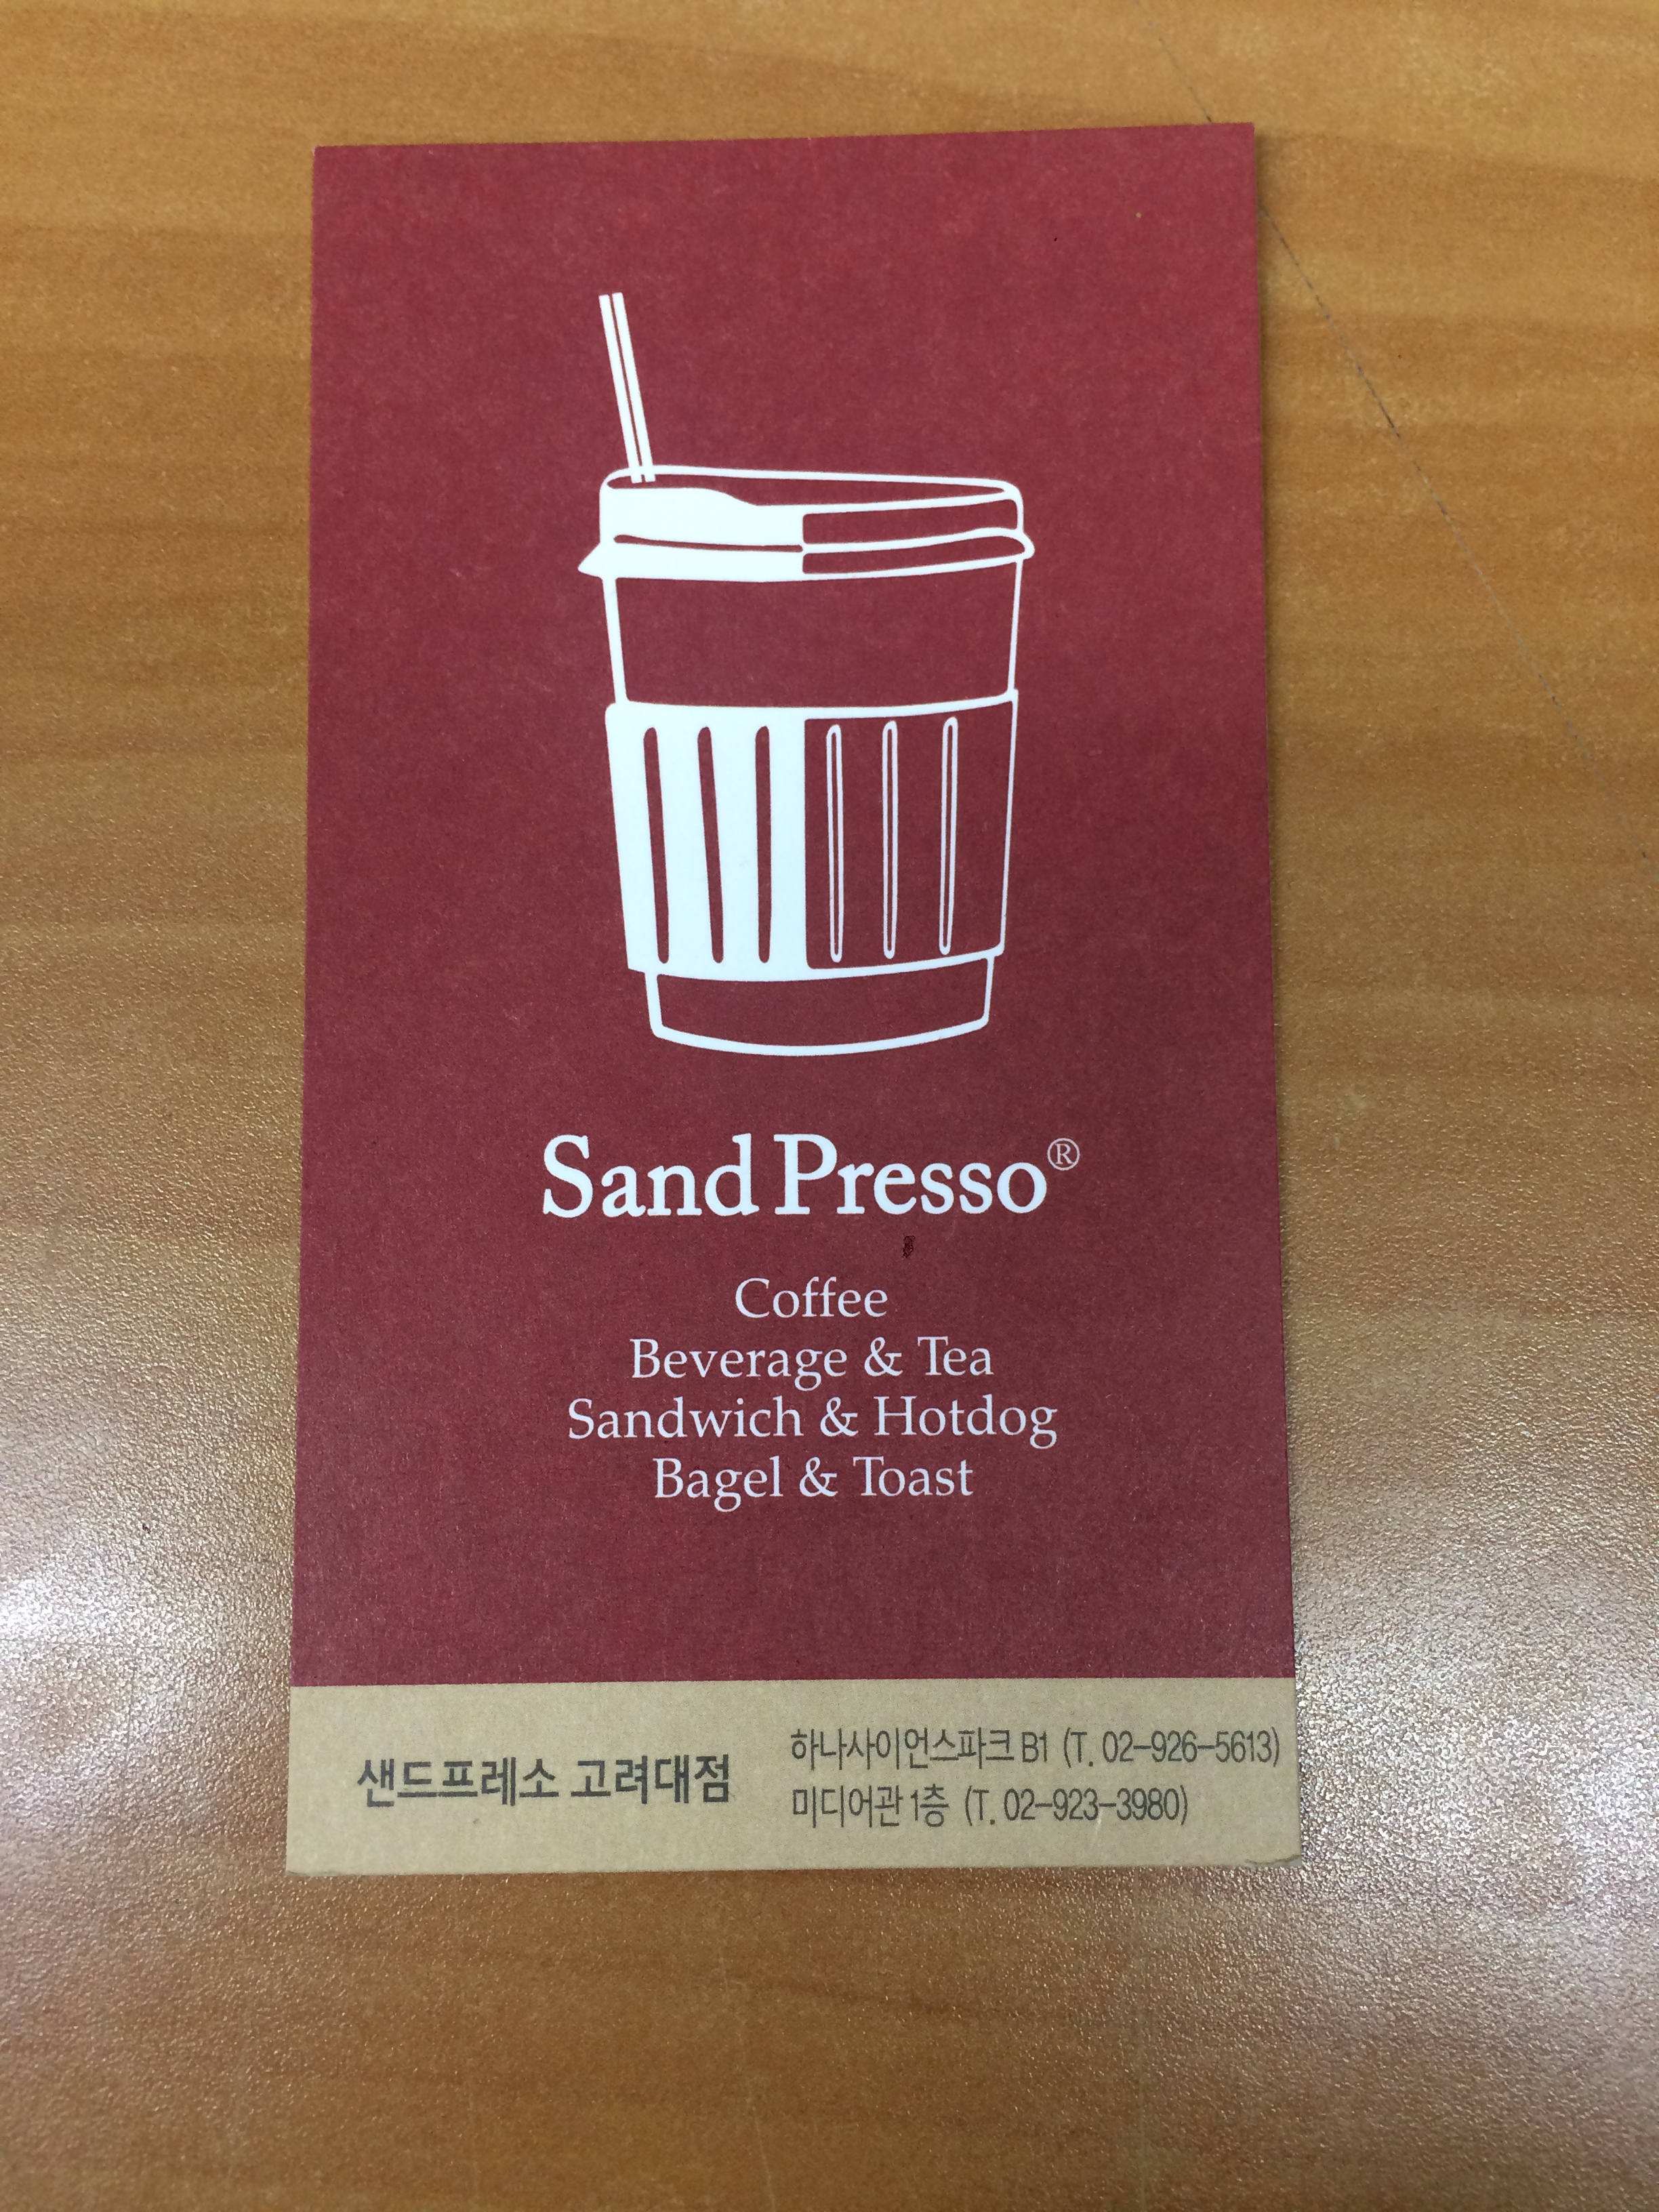 Sand Presso®
Coffee
Beverage & Tea
Sandwich & Hotdog
Bagel & Toast
샌드프레소 고려대점
하나사이언스파크 B1 (T. 02-926-5613)
미디어관 1층 (T. 02-923-3980)